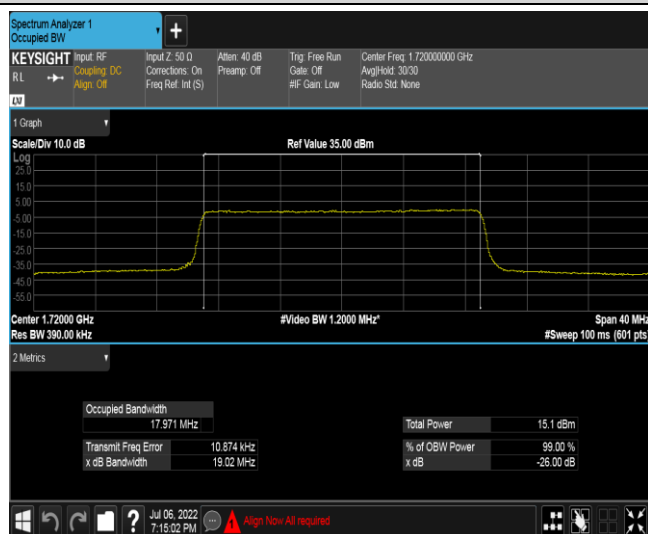 Spectrum Analyzer 1
Occupied BW
KEYSIGHT
RL
LXI
Input: RF
Coupling: DC
Align: Off
Input Z: 50 Ω
Corrections: On
Freq Ref: Int (S)
Atten: 40 dB
Preamp: Off
Trig: Free Run
Gate: Off
#IF Gain: Low
Center Freq: 1.720000000 GHz
Avg|Hold: 30/30
Radio Std: None
1 Graph
Scale/Div 10.0 dB
Ref Value 35.00 dBm
Log
25.0
15.0
5.00
-5.00
-15.0
-25.0
-35.0
-45.0
-55.0
Center 1.72000 GHz
#Video BW 1.2000 MHz*
Span 40 MHz
Res BW 390.00 kHz
#Sweep 100 ms (601 pts)
2 Metrics
Occupied Bandwidth
17.971 MHz
Total Power 15.1 dBm
Transmit Freq Error 10.874 kHz
% of OBW Power 99.00 %
x dB Bandwidth 19.02 MHz
x dB -26.00 dB
?
Jul 06, 2022
7:15:02 PM
Align Now All required